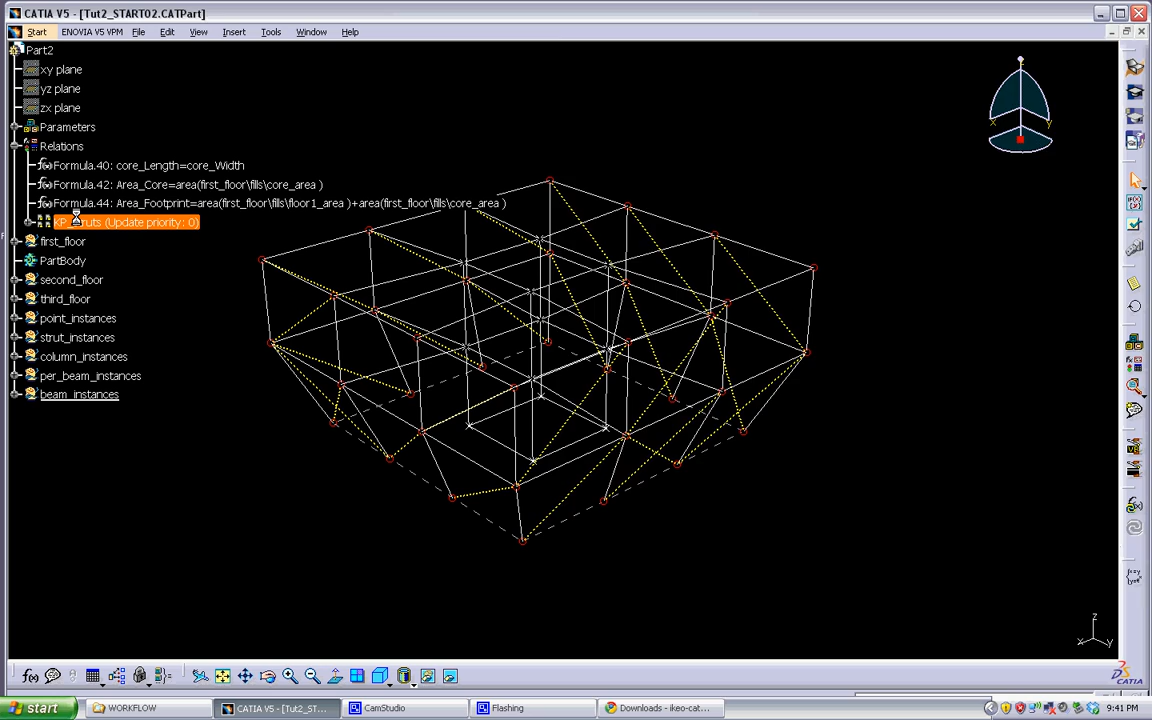 CATIA V5 - [Tut2_START02.CATPart]
Start ENOVIA V5 VPM File Edit View Insert Tools Window Help
Part2
xy plane
yz plane
zx plane
Parameters
Relations
Formula.40: core_Length=core_Width
Formula.42: Area_Core=area(first_floor\fills\core_area )
Formula.44: Area_Footprint=area(first_floor\fills\floor1_area )+area(first_floor\fills\core_area )
(Update priority: 0)
first_floor
PartBody
second_floor
third_floor
point_instances
strut_instances
column_instances
per_beam_instances
beam_instances
z
x y
z
x y
CATIA
start WORKFLOW CATIA V5 - [Tut2_ST... CamStudio Flashing Downloads - ikeo-cat... 9:41 PM